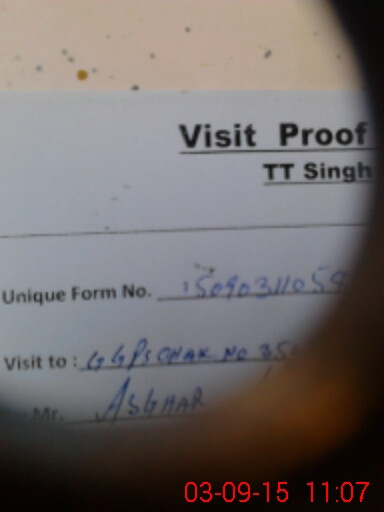 Visit Proof
TT Singh
Unique Form No. 1509031105
Visit to : GGPS CHAK NO 35
Mr. ASGHAR
03-09-15 11:07